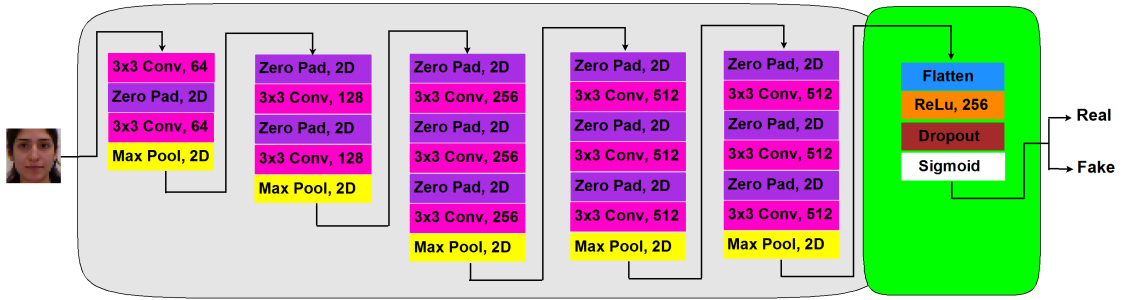 3x3 Conv, 64
Zero Pad, 2D
3x3 Conv, 64
Max Pool, 2D
Zero Pad, 2D
3x3 Conv, 128
Zero Pad, 2D
3x3 Conv, 128
Max Pool, 2D
Zero Pad, 2D
3x3 Conv, 256
Zero Pad, 2D
3x3 Conv, 256
Zero Pad, 2D
3x3 Conv, 256
Max Pool, 2D
Zero Pad, 2D
3x3 Conv, 512
Zero Pad, 2D
3x3 Conv, 512
Zero Pad, 2D
3x3 Conv, 512
Max Pool, 2D
Zero Pad, 2D
3x3 Conv, 512
Zero Pad, 2D
3x3 Conv, 512
Zero Pad, 2D
3x3 Conv, 512
Max Pool, 2D
Flatten
ReLu, 256
Dropout
Sigmoid
Real
Fake